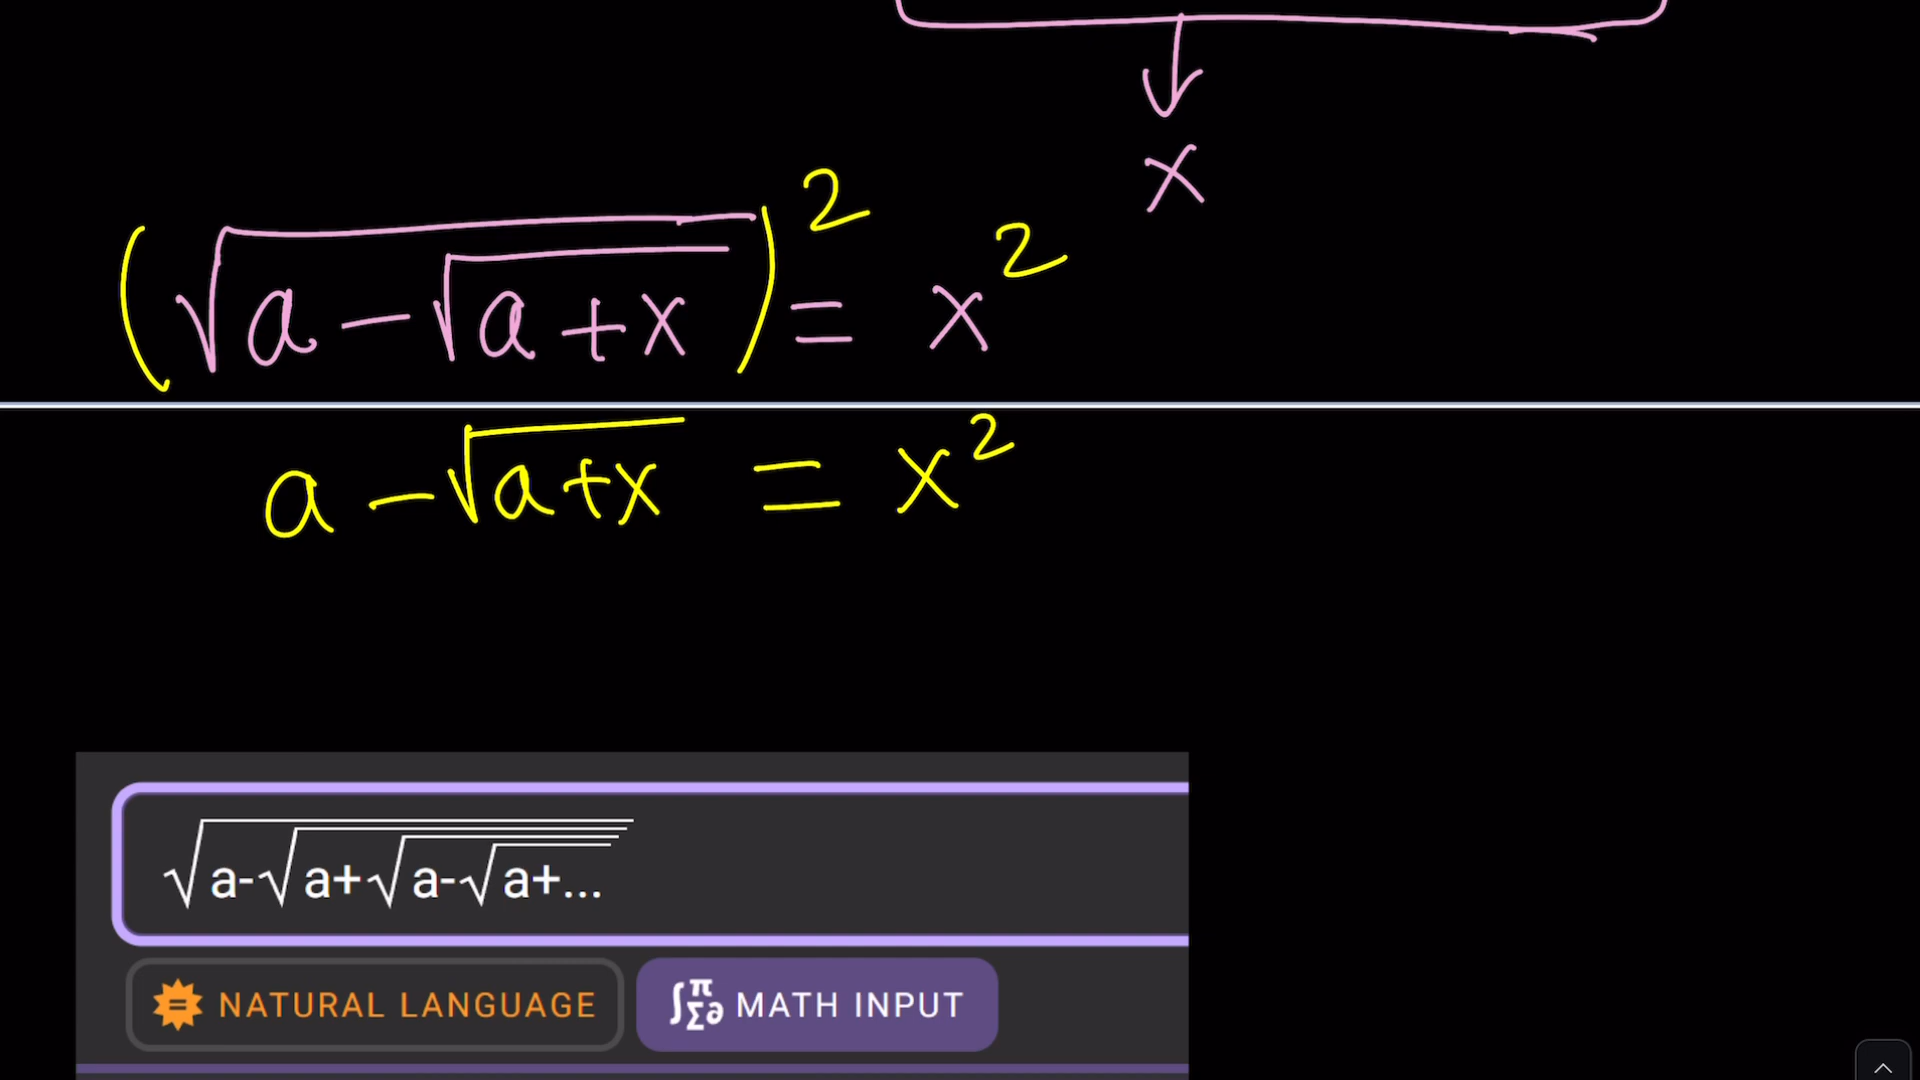 x
(√(a-√(a+x)))² = x²
a-√(a+x) = x²
√a-√a+√a-√a+...
NATURAL LANGUAGE
∫π Σ∂ MATH INPUT